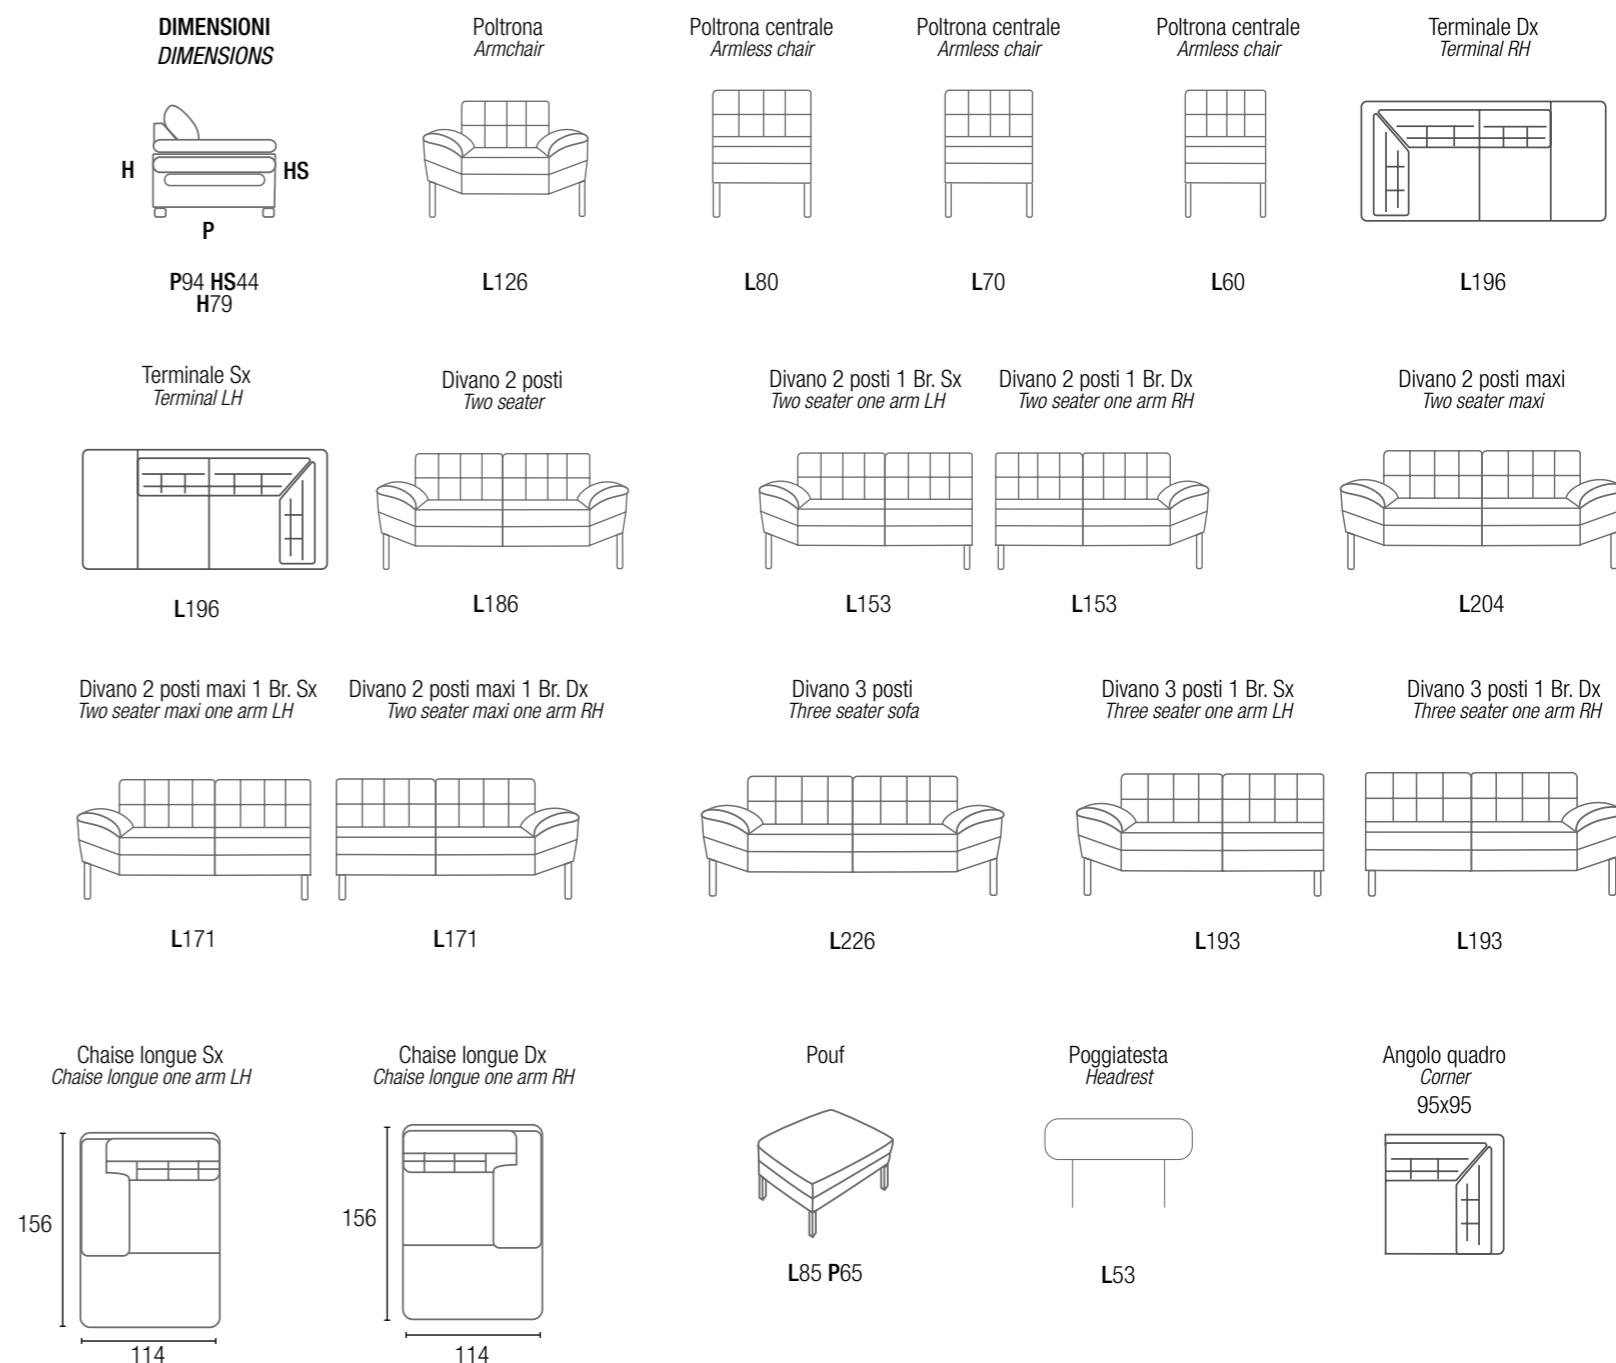 DIMENSIONI
DIMENSIONS
H
HS
P
P94 HS44
H79
Poltrona
Armchair
L126
Poltrona centrale
Armless chair
L80
Poltrona centrale
Armless chair
L70
Poltrona centrale
Armless chair
L60
Terminale Dx
Terminal RH
L196
Terminale Sx
Terminal LH
L196
Divano 2 posti
Two seater
L186
Divano 2 posti 1 Br. Sx
Two seater one arm LH
L153
Divano 2 posti 1 Br. Dx
Two seater one arm RH
L153
Divano 2 posti maxi
Two seater maxi
L204
Divano 2 posti maxi 1 Br. Sx
Two seater maxi one arm LH
L171
Divano 2 posti maxi 1 Br. Dx
Two seater maxi one arm RH
L171
Divano 3 posti
Three seater sofa
L226
Divano 3 posti 1 Br. Sx
Three seater one arm LH
L193
Divano 3 posti 1 Br. Dx
Three seater one arm RH
L193
Chaise longue Sx
Chaise longue one arm LH
156
114
Chaise longue Dx
Chaise longue one arm RH
156
114
Pouf
L85 P65
Poggiatesta
Headrest
L53
Angolo quadro
Corner
95x95